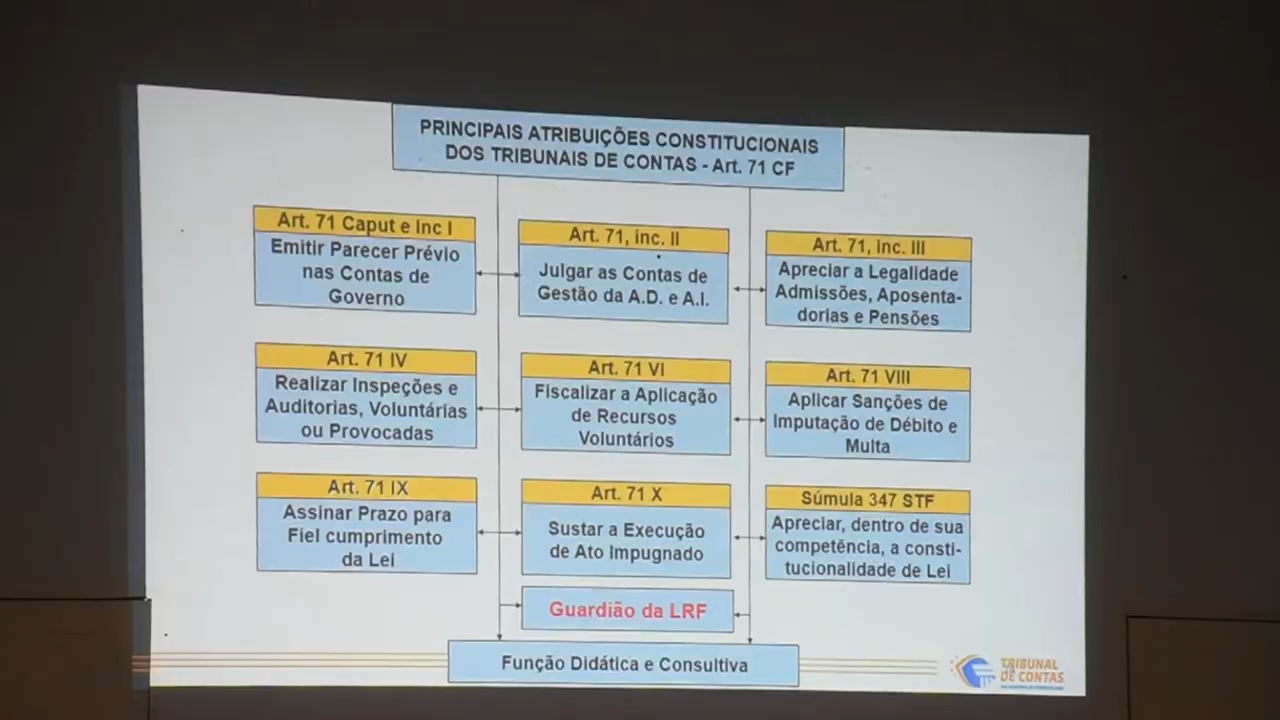 PRINCIPAIS ATRIBUIÇÕES CONSTITUCIONAIS
DOS TRIBUNAIS DE CONTAS - Art. 71 CF
Art. 71 Caput e Inc I
Emitir Parecer Prévio
nas Contas de
Governo
Art. 71, inc. II
Julgar as Contas de
Gestão da A.D. e A.I.
Art. 71, inc. III
Apreciar a Legalidade
Admissões, Aposenta-
dorias e Pensões
Art. 71 IV
Realizar Inspeções e
Auditorias, Voluntárias
ou Provocadas
Art. 71 VI
Fiscalizar a Aplicação
de Recursos
Voluntários
Art. 71 VIII
Aplicar Sanções de
Imputação de Débito e
Multa
Art. 71 IX
Assinar Prazo para
Fiel cumprimento
da Lei
Art. 71 X
Sustar a Execução
de Ato Impugnado
Súmula 347 STF
Apreciar, dentro de sua
competência, a consti-
tucionalidade de Lei
Guardião da LRF
Função Didática e Consultiva
TRIBUNAL
DE CONTAS